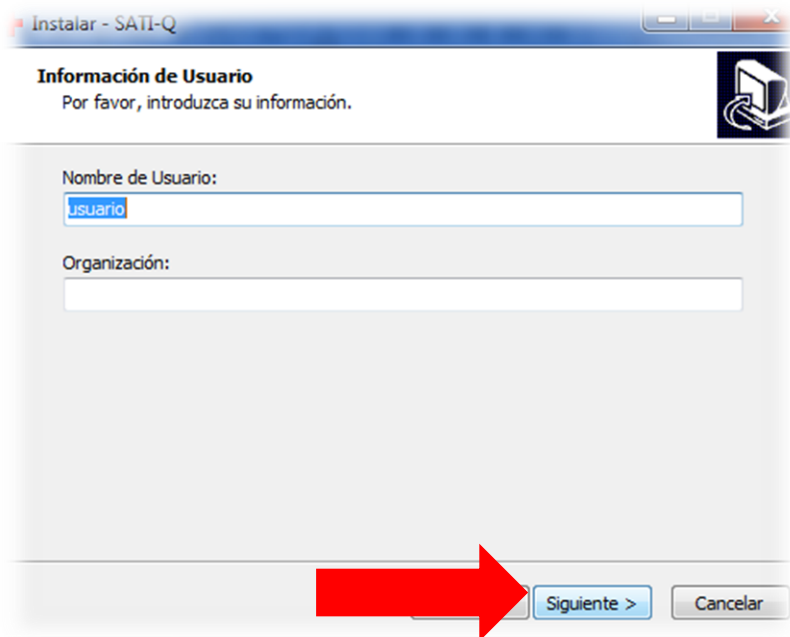 Instalar - SATI-Q
Información de Usuario
Por favor, introduzca su información.
Nombre de Usuario:
usuario
Organización:
Siguiente >
Cancelar